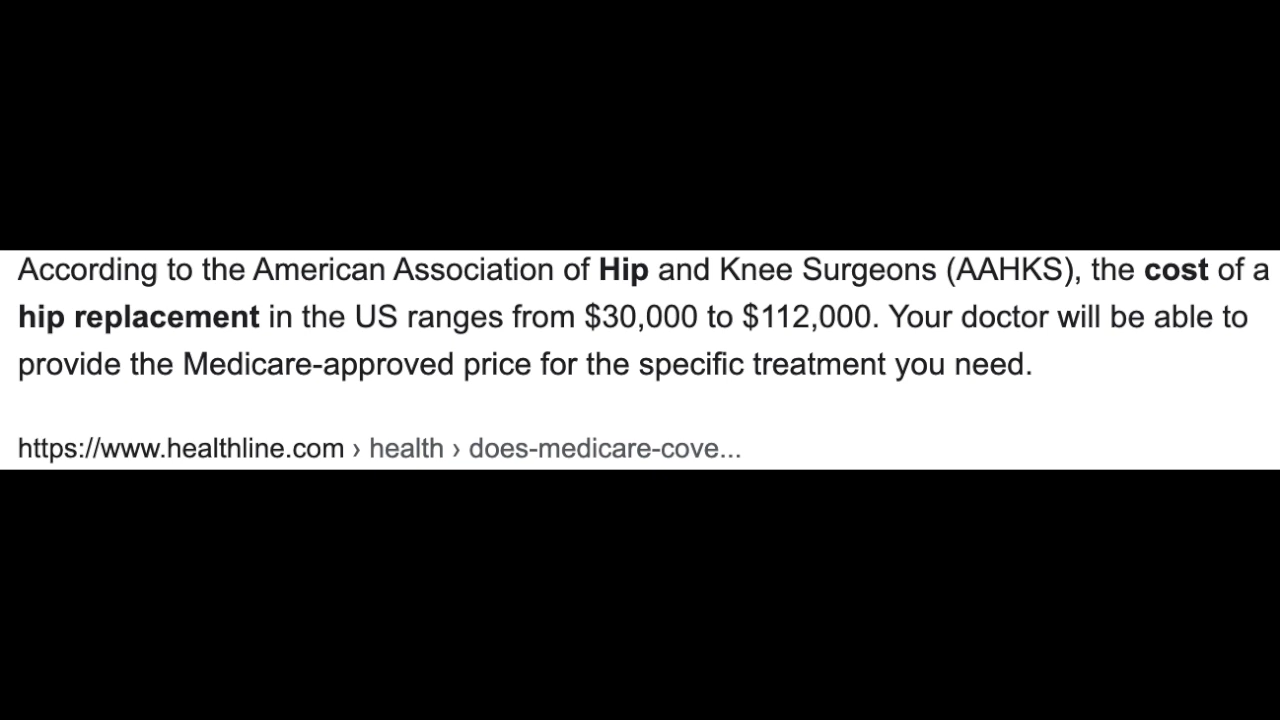 According to the American Association of Hip and Knee Surgeons (AAHKS), the cost of a
hip replacement in the US ranges from $30,000 to $112,000. Your doctor will be able to
provide the Medicare-approved price for the specific treatment you need.
https://www.healthline.com › health › does-medicare-cove...